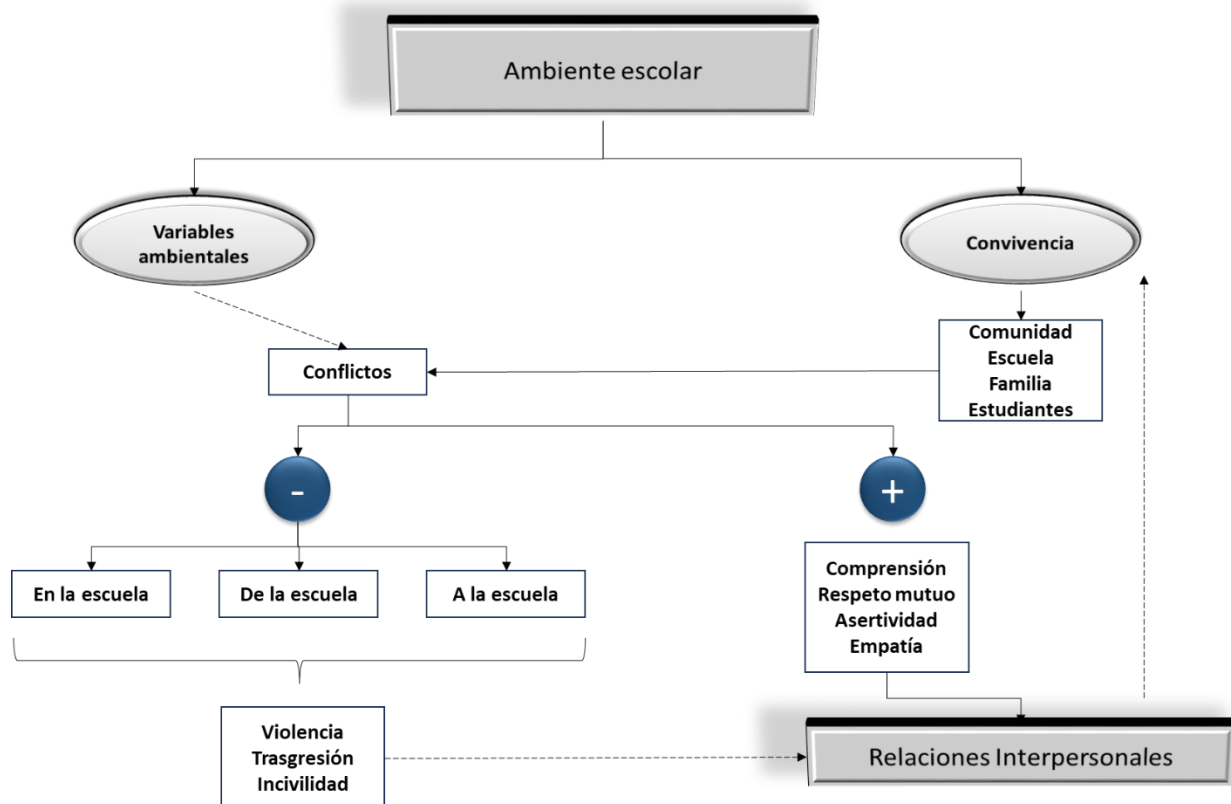 Ambiente escolar
Variables
ambientales
Convivencia
Comunidad
Escuela
Familia
Estudiantes
Conflictos
-
+
En la escuela
De la escuela
A la escuela
Comprensión
Respeto mutuo
Asertividad
Empatía
Violencia
Trasgresión
Incivilidad
Relaciones Interpersonales